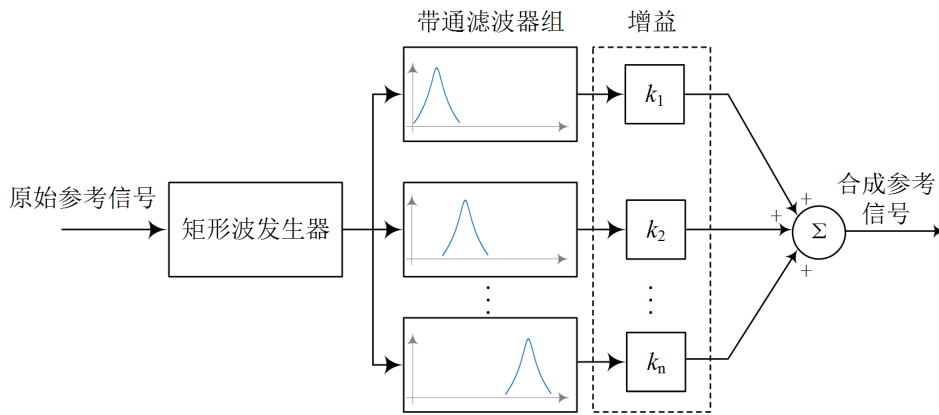 带通滤波器组
增益
k1
原始参考信号
矩形波发生器
k2
+
+
+
Σ
合成参考
信号
⋮
⋮
kn